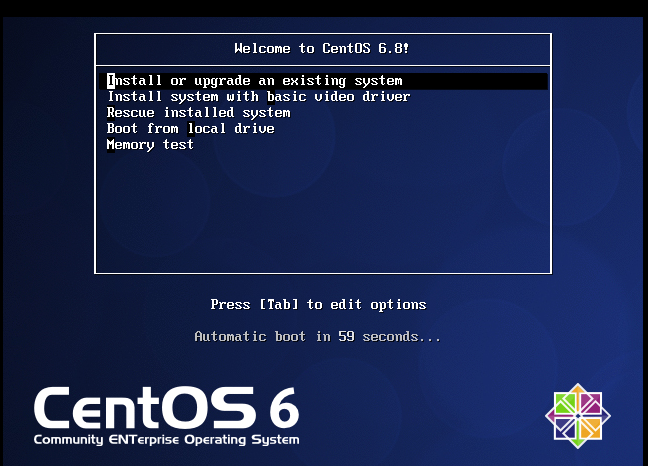 Welcome to CentOS 6.8!
Install or upgrade an existing system
Install system with basic video driver
Rescue installed system
Boot from local drive
Memory test
Press [Tab] to edit options
Automatic boot in 59 seconds...
CentOS 6
Community ENTerprise Operating System